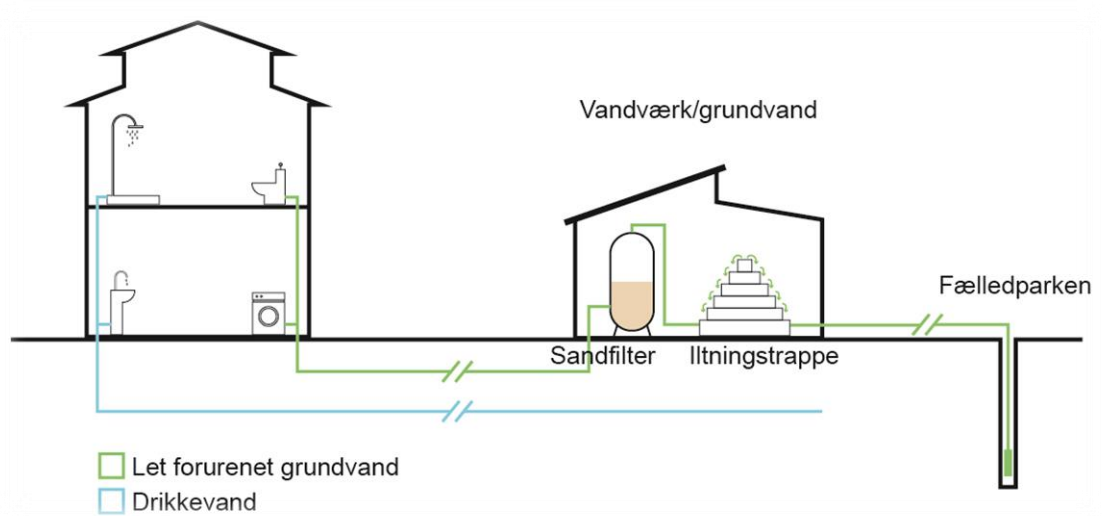 Vandværk/grundvand
Fælledparken
Sandfilter
Iltningstrappe
Let forurenet grundvand
Drikkevand